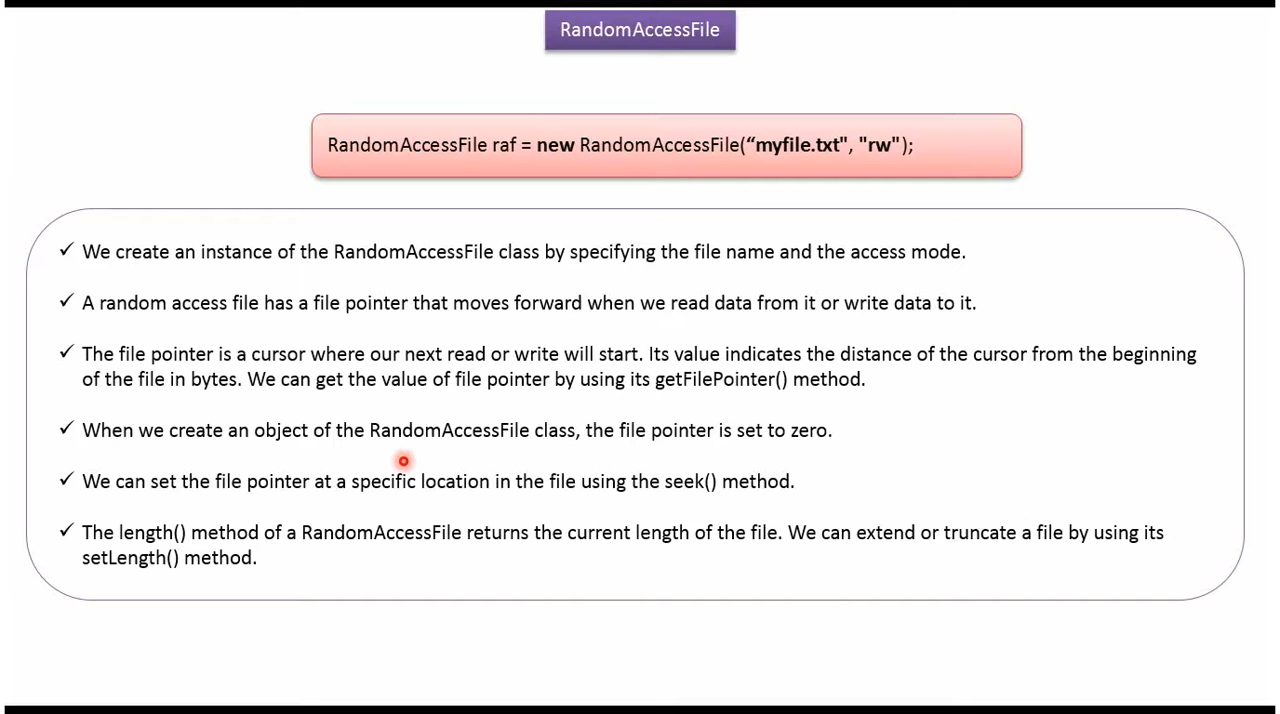 RandomAccessFile
RandomAccessFile raf = new RandomAccessFile(“myfile.txt", "rw");
✓ We create an instance of the RandomAccessFile class by specifying the file name and the access mode.
✓ A random access file has a file pointer that moves forward when we read data from it or write data to it.
✓ The file pointer is a cursor where our next read or write will start. Its value indicates the distance of the cursor from the beginning
of the file in bytes. We can get the value of file pointer by using its getFilePointer() method.
✓ When we create an object of the RandomAccessFile class, the file pointer is set to zero.
✓ We can set the file pointer at a specific location in the file using the seek() method.
✓ The length() method of a RandomAccessFile returns the current length of the file. We can extend or truncate a file by using its
setLength() method.